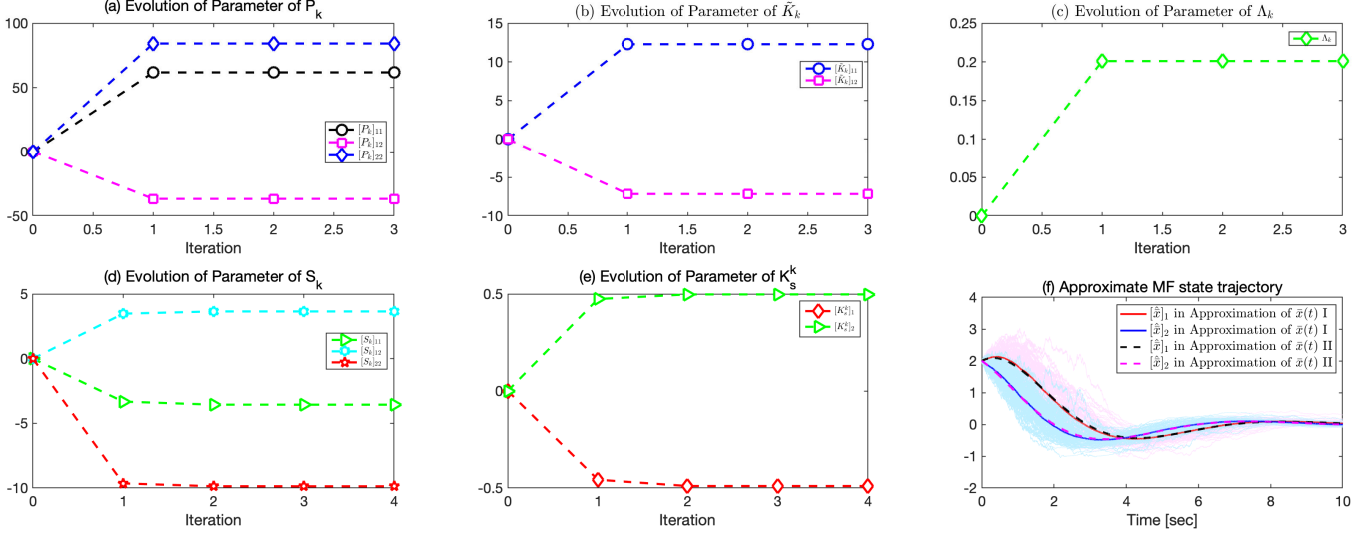 (a) Evolution of Parameter of P_k
100
50
0
-50
0 0.5 1 1.5 2 2.5 3
Iteration
[P_k]_11
[P_k]_12
[P_k]_22
(b) Evolution of Parameter of K̃_k
15
10
5
0
-5
-10
0 0.5 1 1.5 2 2.5 3
Iteration
[K̃_k]_11
[K̃_k]_12
(c) Evolution of Parameter of Λ_k
0.25
0.2
0.15
0.1
0.05
0
0 0.5 1 1.5 2 2.5 3
Iteration
Λ_k
(d) Evolution of Parameter of S_k
5
0
-5
-10
0 1 2 3 4
Iteration
[S_k]_11
[S_k]_12
[S_k]_22
(e) Evolution of Parameter of K_s^k
0.5
0
-0.5
0 1 2 3 4
Iteration
[K_s^k]_1
[K_s^k]_2
(f) Approximate MF state trajectory
4
3
2
1
0
-1
-2
0 2 4 6 8 10
Time [sec]
[x̄̂]_1 in Approximation of x̄(t) I
[x̄̂]_2 in Approximation of x̄(t) I
[x̄̂]_1 in Approximation of x̄(t) II
[x̄̂]_2 in Approximation of x̄(t) II